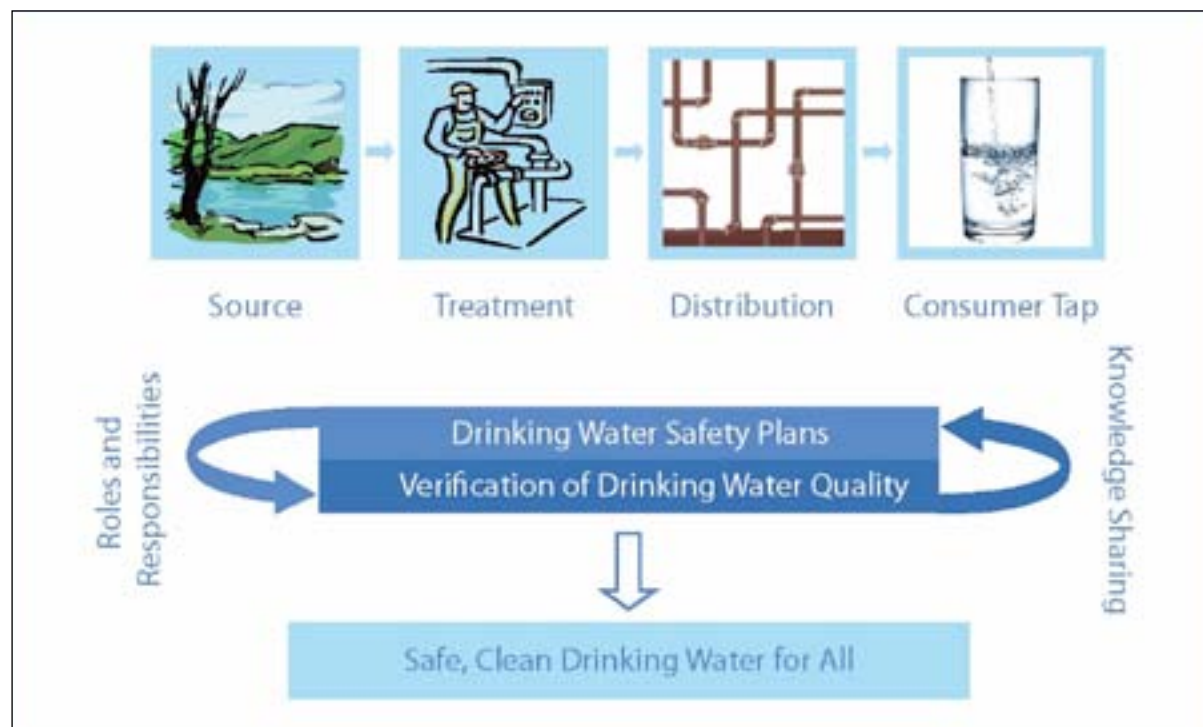 Source
Treatment
Distribution
Consumer Tap
Roles and
Responsibilities
Drinking Water Safety Plans
Verification of Drinking Water Quality
Knowledge Sharing
Safe, Clean Drinking Water for All